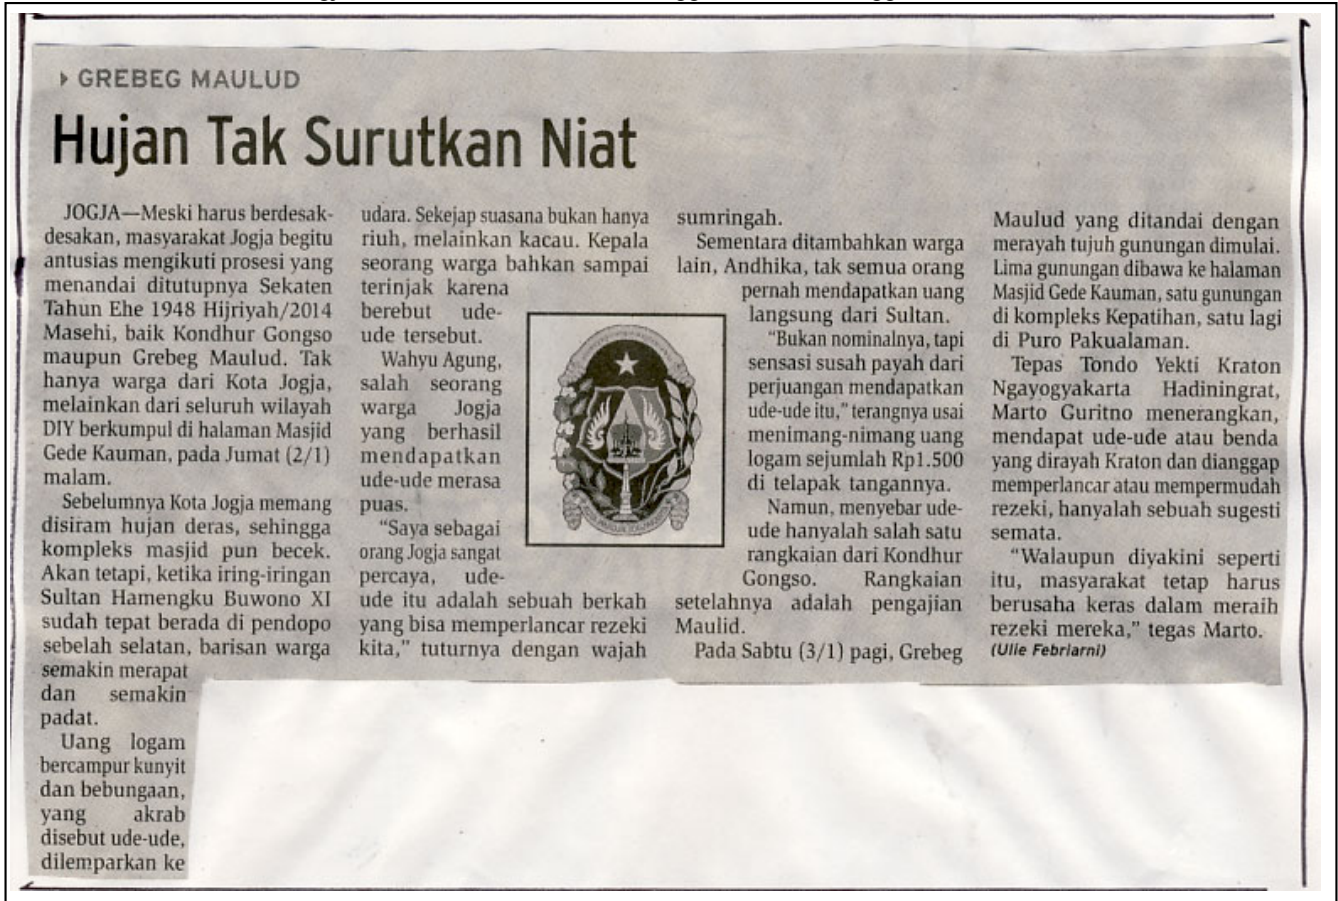 GREBEG MAULUD
Hujan Tak Surutkan Niat
JOGJA—Meski harus berdesak-
desakan, masyarakat Jogja begitu
antusias mengikuti prosesi yang
menandai ditutupnya Sekaten
Tahun Ehe 1948 Hijriyah/2014
Masehi, baik Kondhur Gongso
maupun Grebeg Maulud. Tak
hanya warga dari Kota Jogja,
melainkan dari seluruh wilayah
DIY berkumpul di halaman Masjid
Gede Kauman, pada Jumat (2/1)
malam.
Sebelumnya Kota Jogja memang
disiram hujan deras, sehingga
kompleks masjid pun becek.
Akan tetapi, ketika iring-iringan
Sultan Hamengku Buwono XI
sudah tepat berada di pendopo
sebelah selatan, barisan warga
semakin merapat
dan semakin
padat.
Uang logam
bercampur kunyit
dan bebungaan,
yang akrab
disebut ude-ude,
dilemparkan ke
udara. Sekejap suasana bukan hanya
riuh, melainkan kacau. Kepala
seorang warga bahkan sampai
terinjak karena
berebut ude-
ude tersebut.
Wahyu Agung,
salah seorang
warga Jogja
yang berhasil
mendapatkan
ude-ude merasa
puas.
“Saya sebagai
orang Jogja sangat
percaya, ude-
ude itu adalah sebuah berkah
yang bisa memperlancar rezeki
kita,” tuturnya dengan wajah
sumringah.
Sementara ditambahkan warga
lain, Andhika, tak semua orang
pernah mendapatkan uang
langsung dari Sultan.
“Bukan nominalnya, tapi
sensasi susah payah dari
perjuangan mendapatkan
ude-ude itu,” terangnya usai
menimang-nimang uang
logam sejumlah Rp1.500
di telapak tangannya.
Namun, menyebar ude-
ude hanyalah salah satu
rangkaian dari Kondhur
Gongso. Rangkaian
setelahnya adalah pengajian
Maulid.
Pada Sabtu (3/1) pagi, Grebeg
Maulud yang ditandai dengan
merayah tujuh gunungan dimulai.
Lima gunungan dibawa ke halaman
Masjid Gede Kauman, satu gunungan
di kompleks Kepatihan, satu lagi
di Puro Pakualaman.
Tepas Tondo Yekti Kraton
Ngayogyakarta Hadiningrat,
Marto Guritno menerangkan,
mendapat ude-ude atau benda
yang dirayah Kraton dan dianggap
memperlancar atau mempermudah
rezeki, hanyalah sebuah sugesti
semata.
“Walaupun diyakini seperti
itu, masyarakat tetap harus
berusaha keras dalam meraih
rezeki mereka,” tegas Marto.
(Ulie Febriarni)